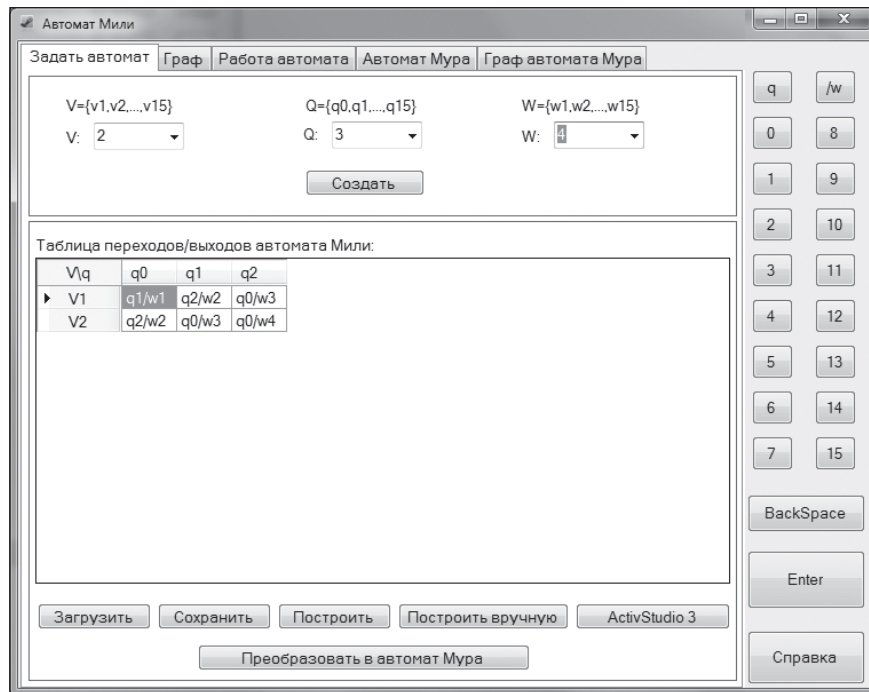 Автомат Мили
Задать автомат Граф Работа автомата Автомат Мура Граф автомата Мура
V={v1,v2,...,v15} Q={q0,q1,...,q15} W={w1,w2,...,w15}
V: 2 Q: 3 W: 4
Создать
Таблица переходов/выходов автомата Мили:
V\q q0 q1 q2
V1 q1/w1 q2/w2 q0/w3
V2 q2/w2 q0/w3 q0/w4
Загрузить Сохранить Построить Построить вручную ActivStudio 3
Преобразовать в автомат Мура
q /w
0 8
1 9
2 10
3 11
4 12
5 13
6 14
7 15
BackSpace
Enter
Справка